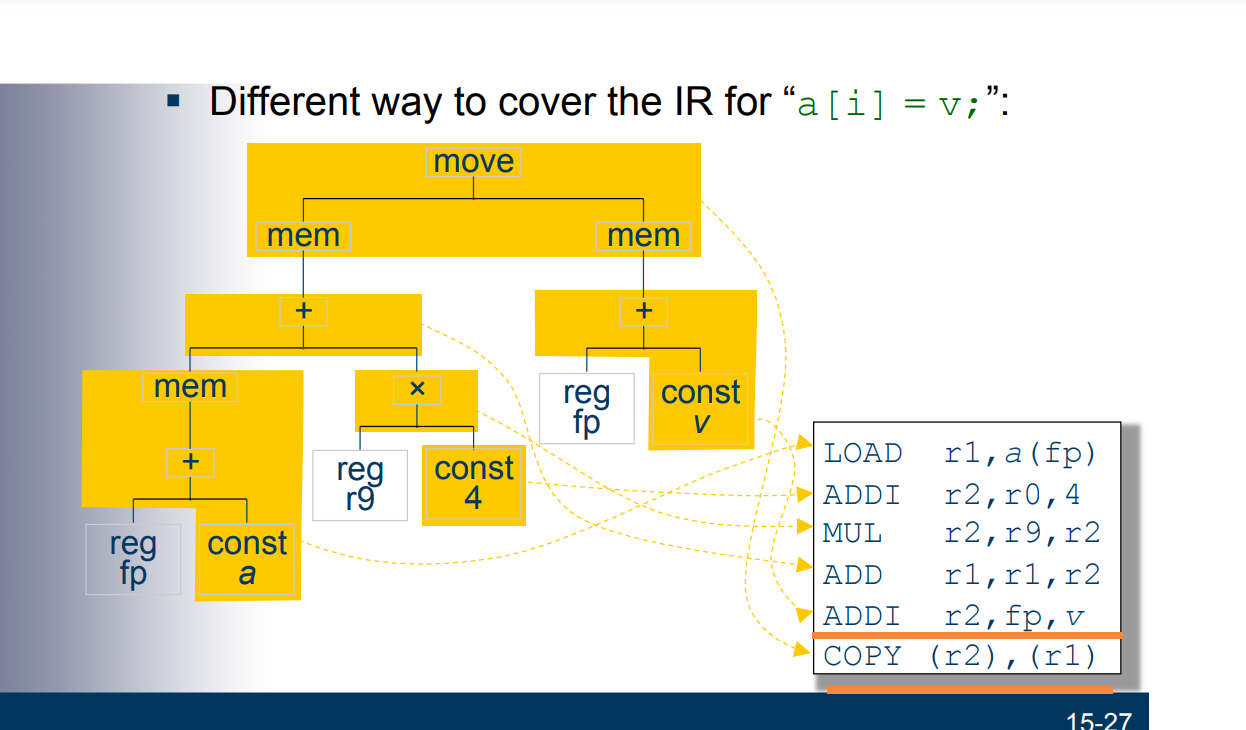 ▪ Different way to cover the IR for “a[i] = v;”:
move
mem mem
+ +
mem × reg fp const v
+ reg r9 const 4
reg fp const a
LOAD r1,a(fp)
ADDI r2,r0,4
MUL r2,r9,r2
ADD r1,r1,r2
ADDI r2,fp,v
COPY (r2),(r1)
15-27